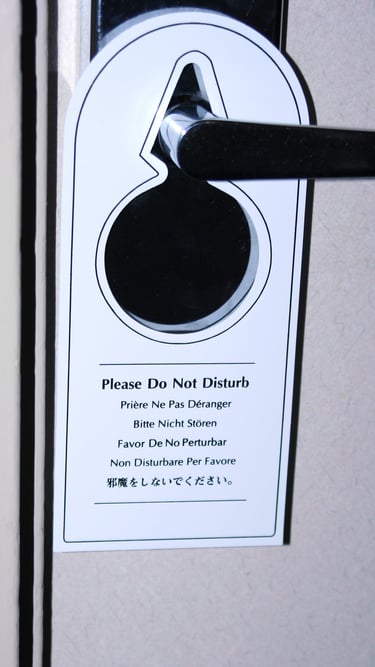 Please Do Not Disturb
Prière Ne Pas Déranger
Bitte Nicht Stören
Favor De No Perturbar
Non Disturbare Per Favore
邪魔をしないでください。